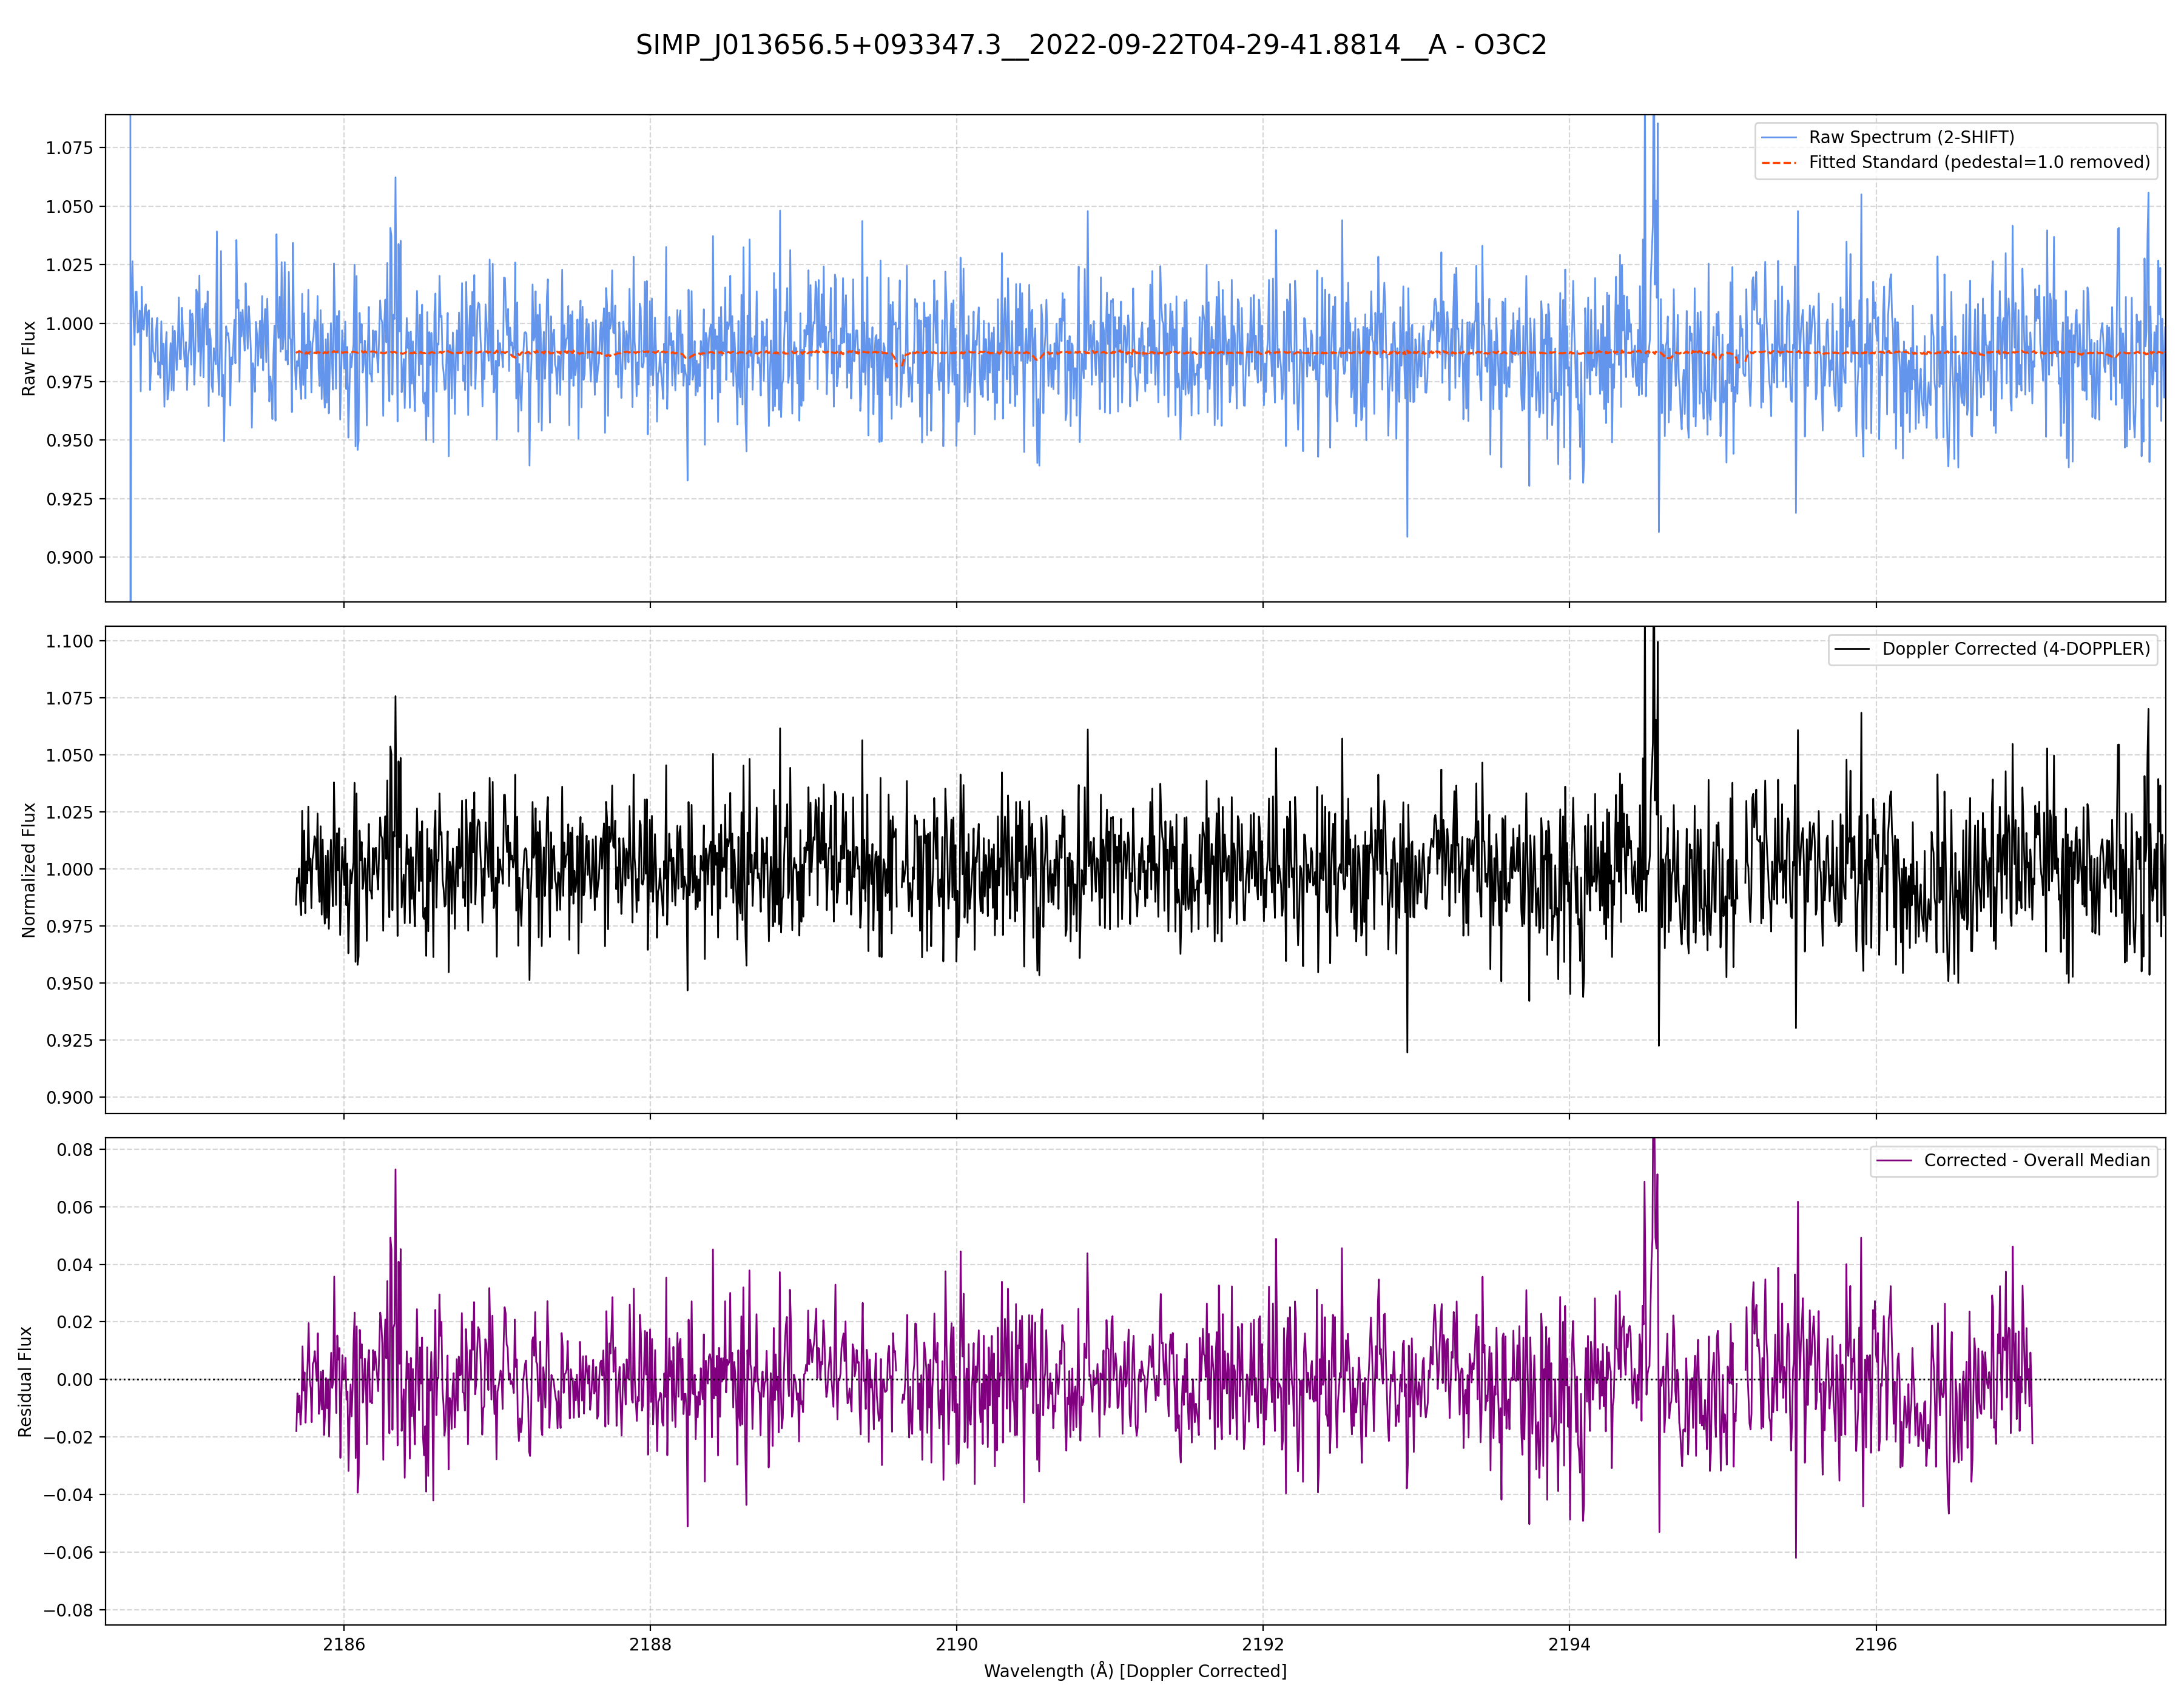 SIMP_J013656.5+093347.3__2022-09-22T04-29-41.8814__A - O3C2
Raw Flux
1.075
1.050
1.025
1.000
0.975
0.950
0.925
0.900
Raw Spectrum (2-SHIFT)
Fitted Standard (pedestal=1.0 removed)
Normalized Flux
1.100
1.075
1.050
1.025
1.000
0.975
0.950
0.925
0.900
Doppler Corrected (4-DOPPLER)
Residual Flux
0.08
0.06
0.04
0.02
0.00
−0.02
−0.04
−0.06
−0.08
Corrected - Overall Median
2186 2188 2190 2192 2194 2196
Wavelength (Å) [Doppler Corrected]